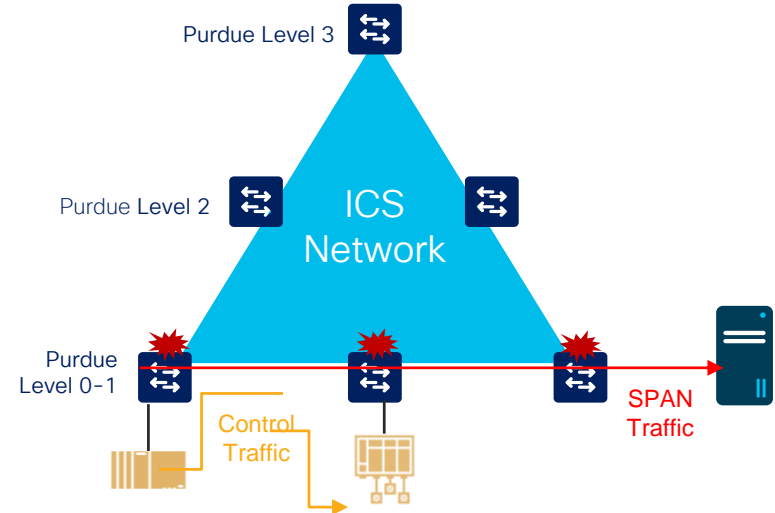 Purdue Level 3
Purdue Level 2
ICS
Network
Purdue
Level 0-1
Control
Traffic
SPAN
Traffic